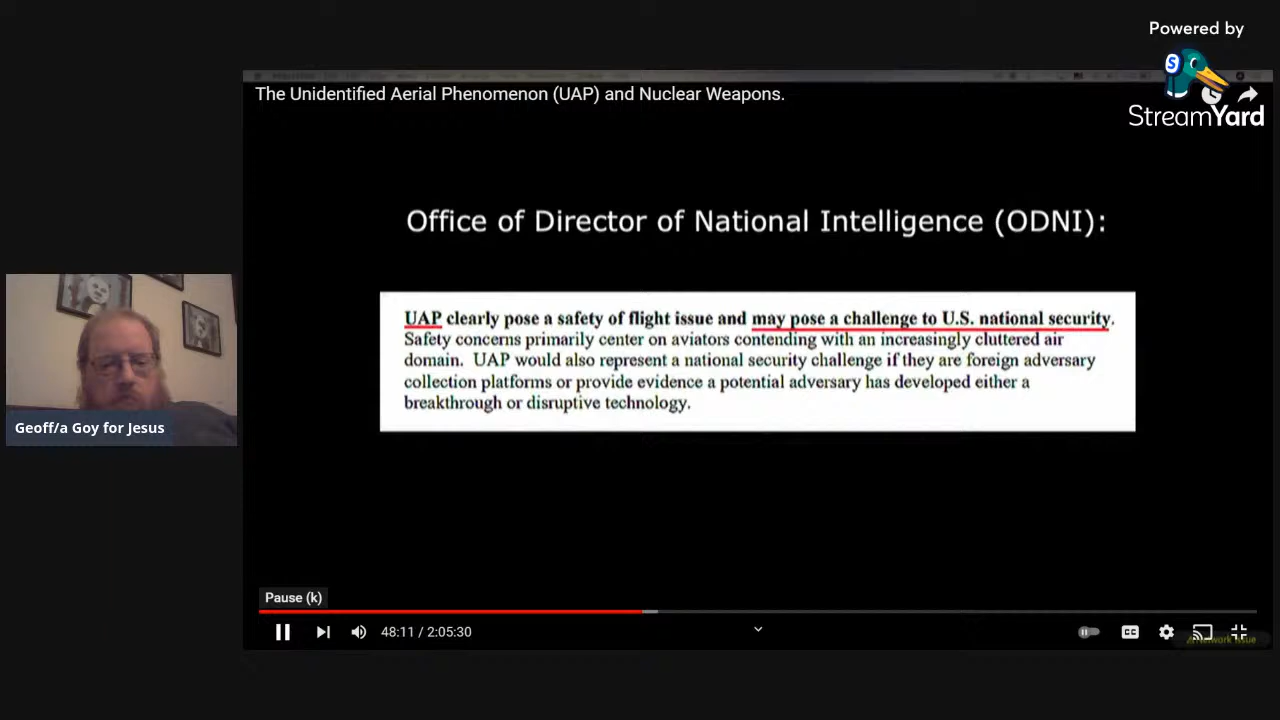 Powered by
StreamYard
The Unidentified Aerial Phenomenon (UAP) and Nuclear Weapons.
Office of Director of National Intelligence (ODNI):
UAP clearly pose a safety of flight issue and may pose a challenge to U.S. national security.
Safety concerns primarily center on aviators contending with an increasingly cluttered air
domain. UAP would also represent a national security challenge if they are foreign adversary
collection platforms or provide evidence a potential adversary has developed either a
breakthrough or disruptive technology.
Geoff/a Goy for Jesus
Pause (k)
48:11 / 2:05:30
CC
Network Issue